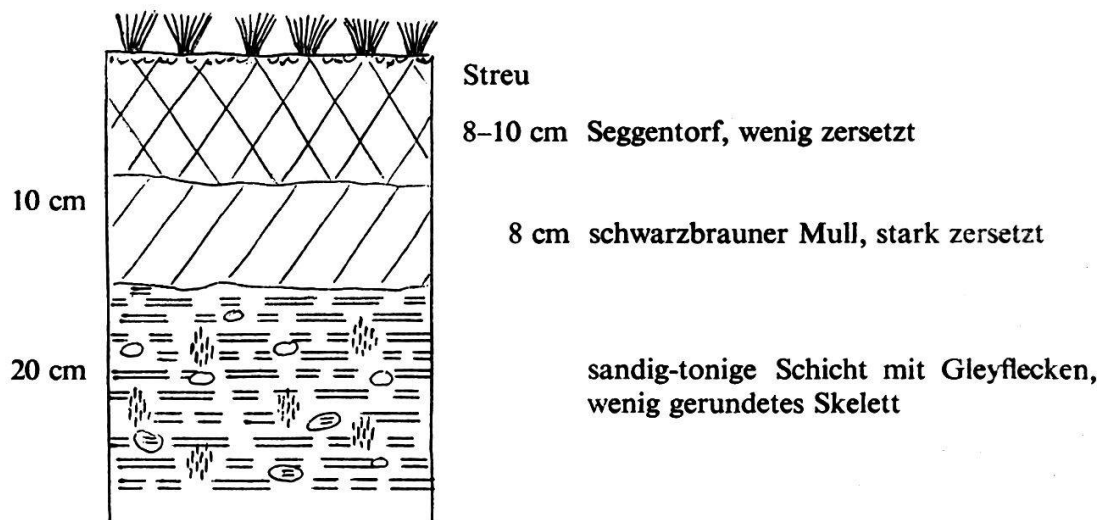 Streu
8–10 cm Seggentorf, wenig zersetzt
10 cm
8 cm schwarzbrauner Mull, stark zersetzt
20 cm
sandig-tonige Schicht mit Gleyflecken,
wenig gerundetes Skelett